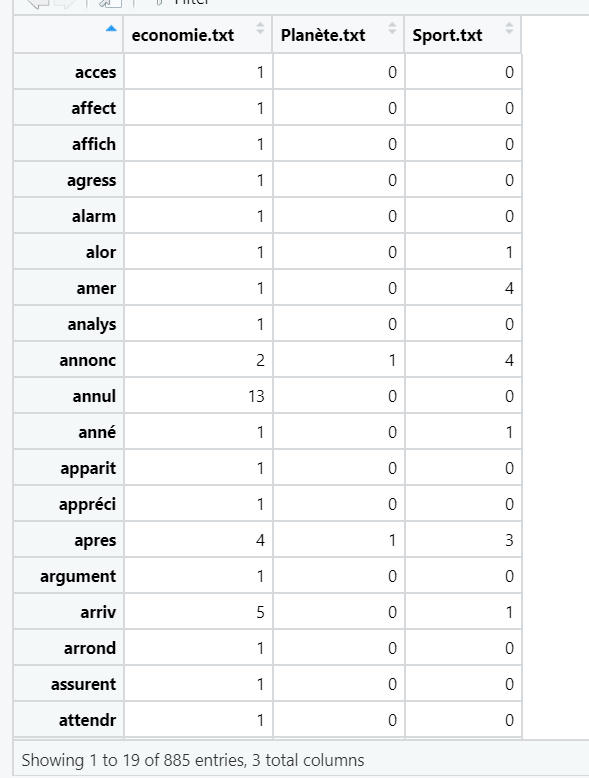 Filter
economie.txt Planète.txt Sport.txt
acces 1 0 0
affect 1 0 0
affich 1 0 0
agress 1 0 0
alarm 1 0 0
alor 1 0 1
amer 1 0 4
analys 1 0 0
annonc 2 1 4
annul 13 0 0
anné 1 0 1
apparit 1 0 0
appréci 1 0 0
apres 4 1 3
argument 1 0 0
arriv 5 0 1
arrond 1 0 0
assurent 1 0 0
attendr 1 0 0
Showing 1 to 19 of 885 entries, 3 total columns